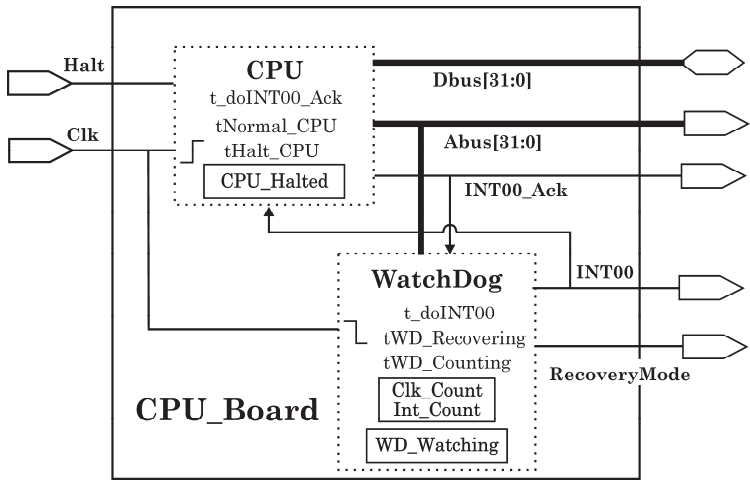 Halt
Clk
CPU
t_doINT00_Ack
tNormal_CPU
tHalt_CPU
CPU_Halted
Dbus[31:0]
Abus[31:0]
INT00_Ack
INT00
RecoveryMode
WatchDog
t_doINT00
tWD_Recovering
tWD_Counting
Clk_Count
Int_Count
WD_Watching
CPU_Board